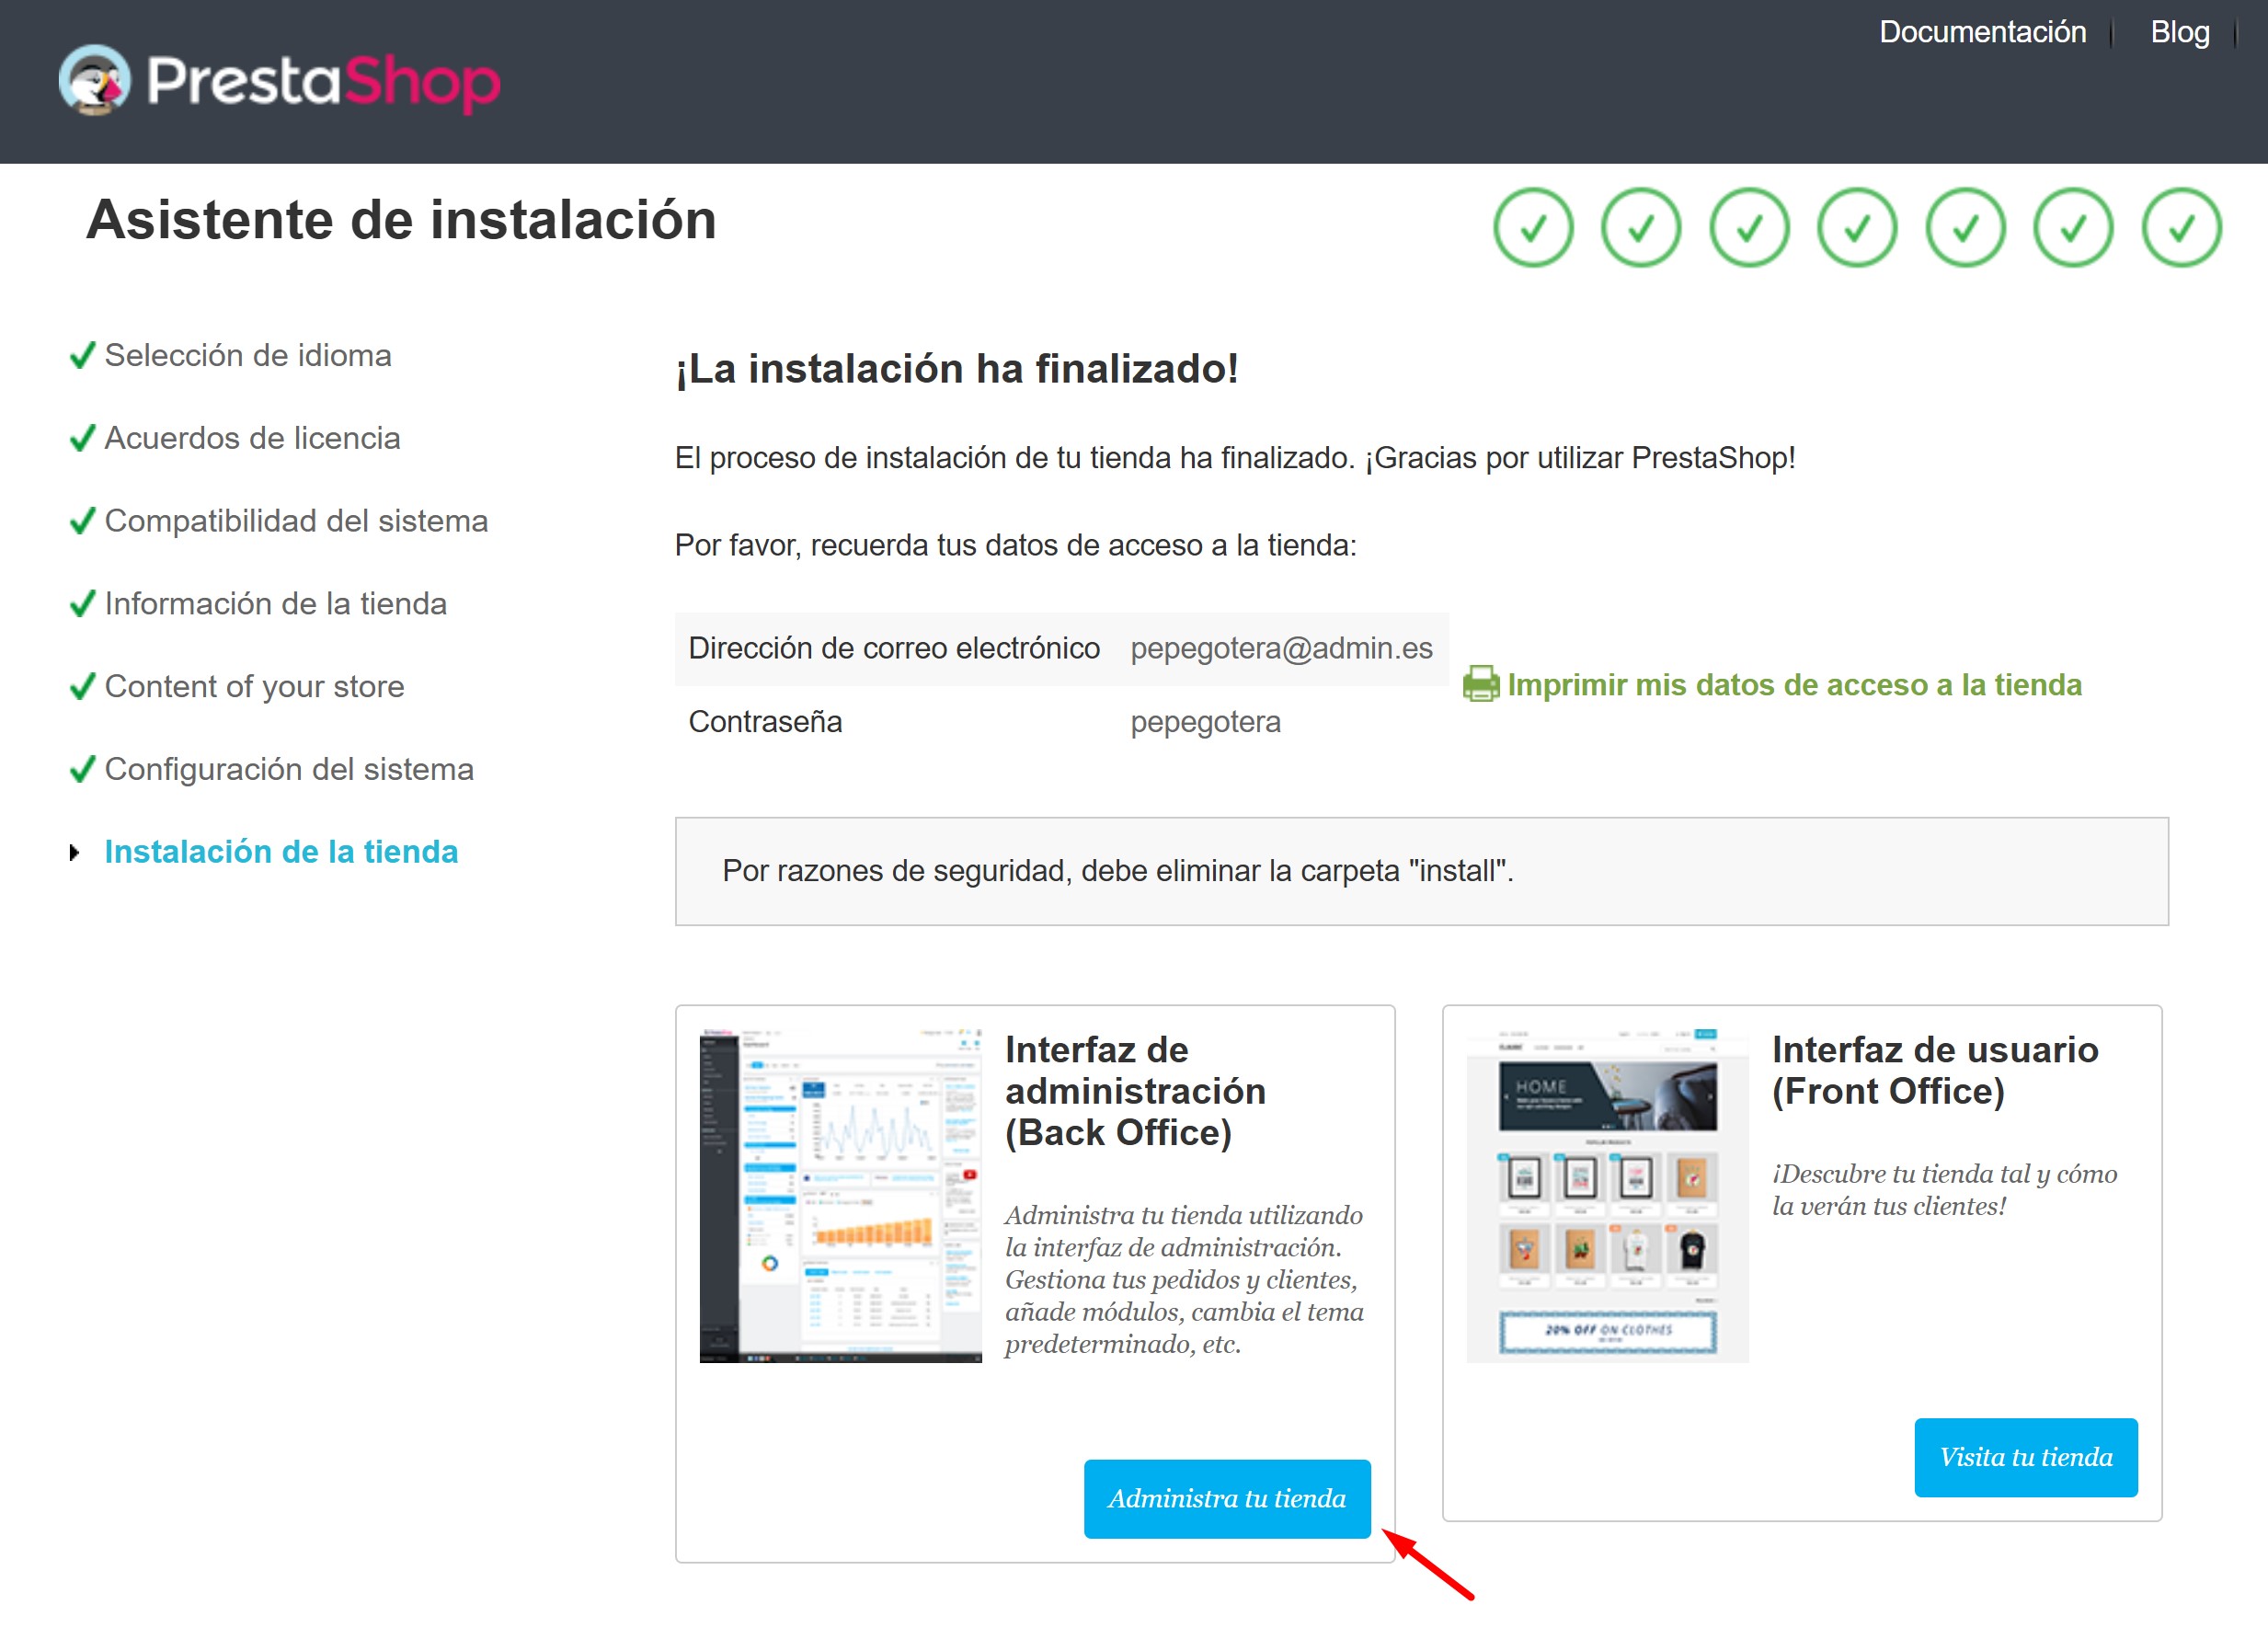 Documentación
Blog
PrestaShop
Asistente de instalación
Selección de idioma
Acuerdos de licencia
Compatibilidad del sistema
Información de la tienda
Content of your store
Configuración del sistema
Instalación de la tienda
¡La instalación ha finalizado!
El proceso de instalación de tu tienda ha finalizado. ¡Gracias por utilizar PrestaShop!
Por favor, recuerda tus datos de acceso a la tienda:
Dirección de correo electrónico pepegotera@admin.es
Contraseña pepegotera
Imprimir mis datos de acceso a la tienda
Por razones de seguridad, debe eliminar la carpeta "install".
Interfaz de
administración
(Back Office)
Administra tu tienda utilizando
la interfaz de administración.
Gestiona tus pedidos y clientes,
añade módulos, cambia el tema
predeterminado, etc.
Administra tu tienda
HOME
20% OFF ON CLOTHES
Interfaz de usuario
(Front Office)
¡Descubre tu tienda tal y cómo
la verán tus clientes!
Visita tu tienda